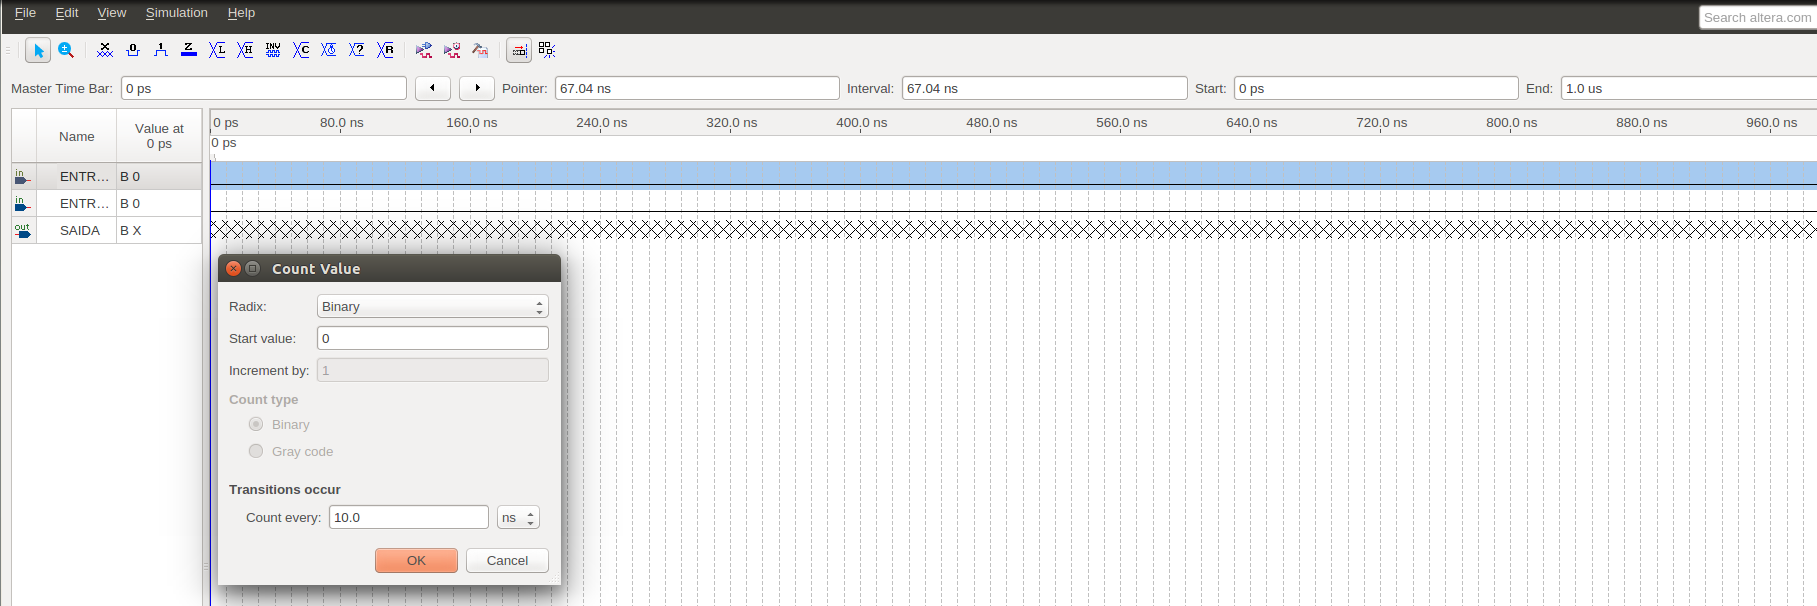 File Edit View Simulation Help
Search altera.com
X 0 1 Z L H INV C ? R
Master Time Bar: 0 ps Pointer: 67.04 ns Interval: 67.04 ns Start: 0 ps End: 1.0 us
Name Value at 0 ps
0 ps 80.0 ns 160.0 ns 240.0 ns 320.0 ns 400.0 ns 480.0 ns 560.0 ns 640.0 ns 720.0 ns 800.0 ns 880.0 ns 960.0 ns
0 ps
in ENTR... B 0
in ENTR... B 0
out SAIDA B X
Count Value
Radix: Binary
Start value: 0
Increment by: 1
Count type
Binary
Gray code
Transitions occur
Count every: 10.0 ns
OK Cancel